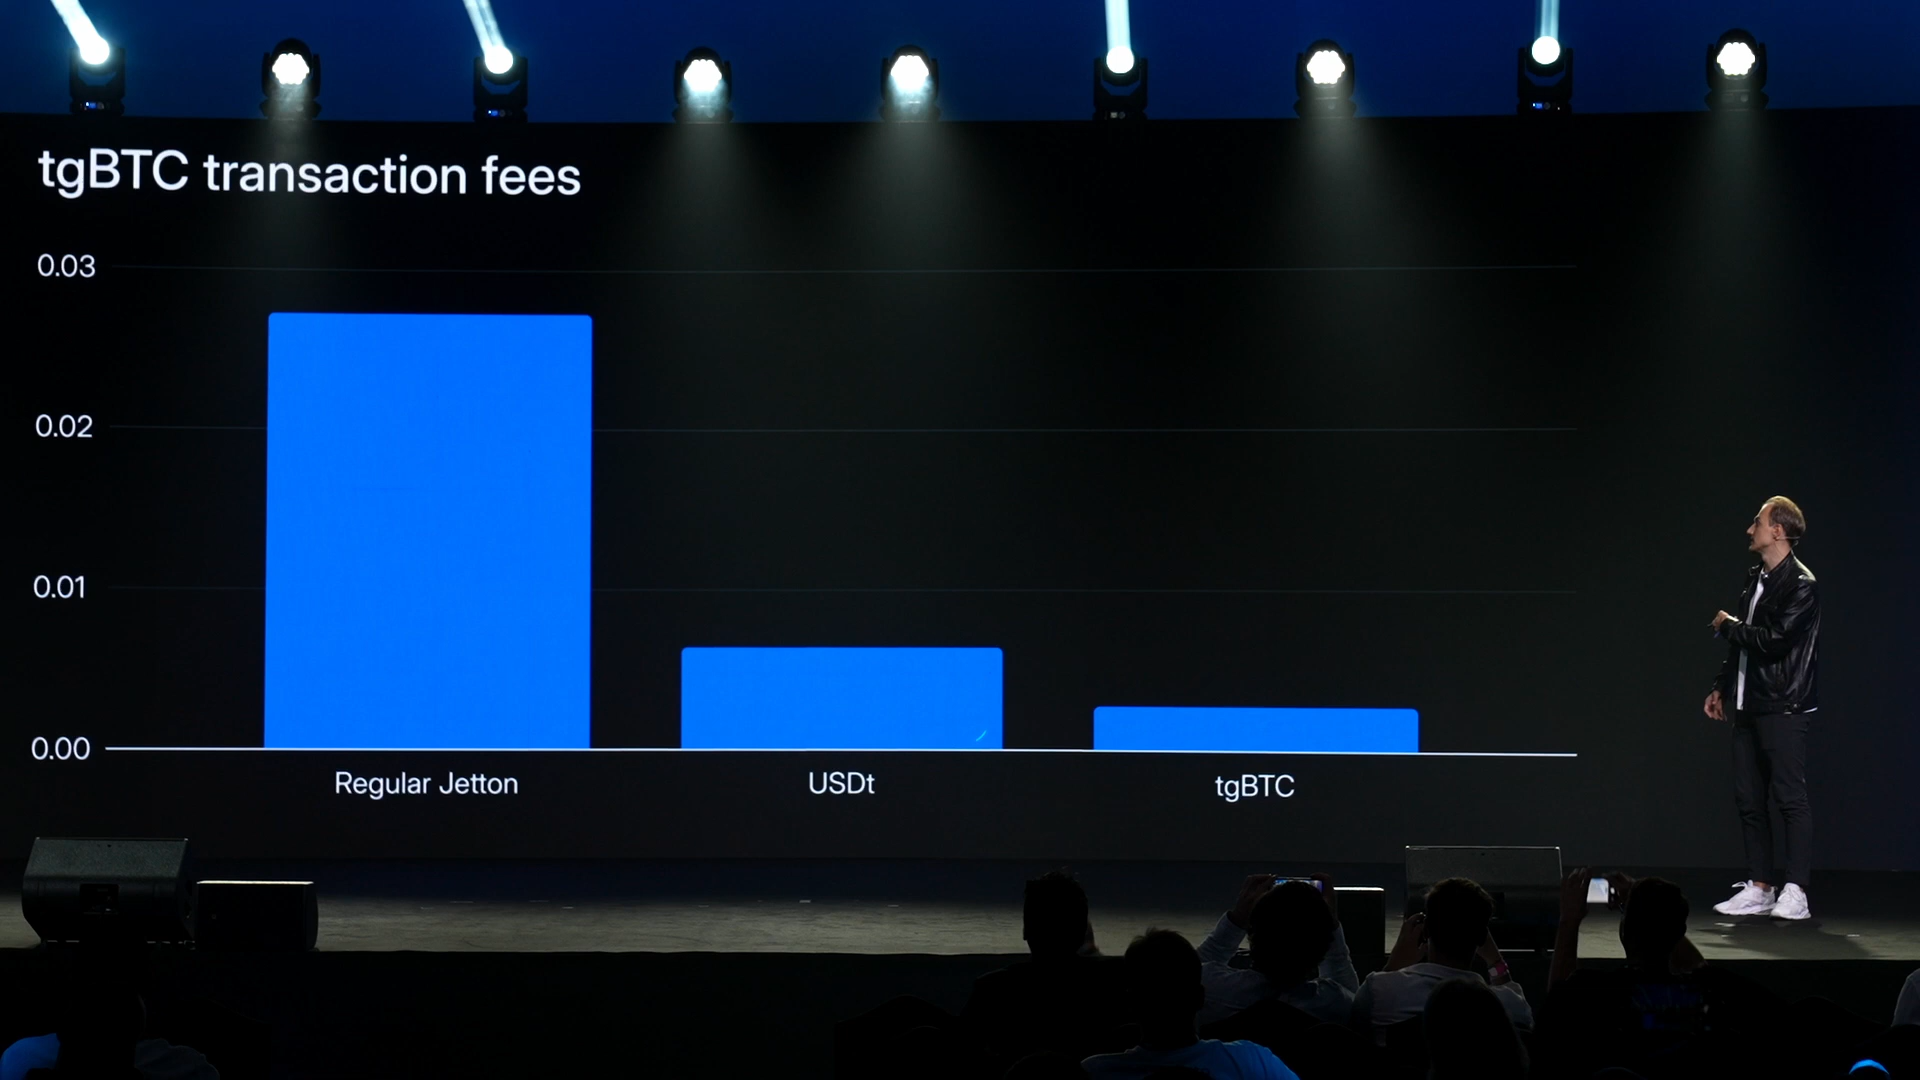 tgBTC transaction fees
0.03
0.02
0.01
0.00
Regular Jetton USDt tgBTC